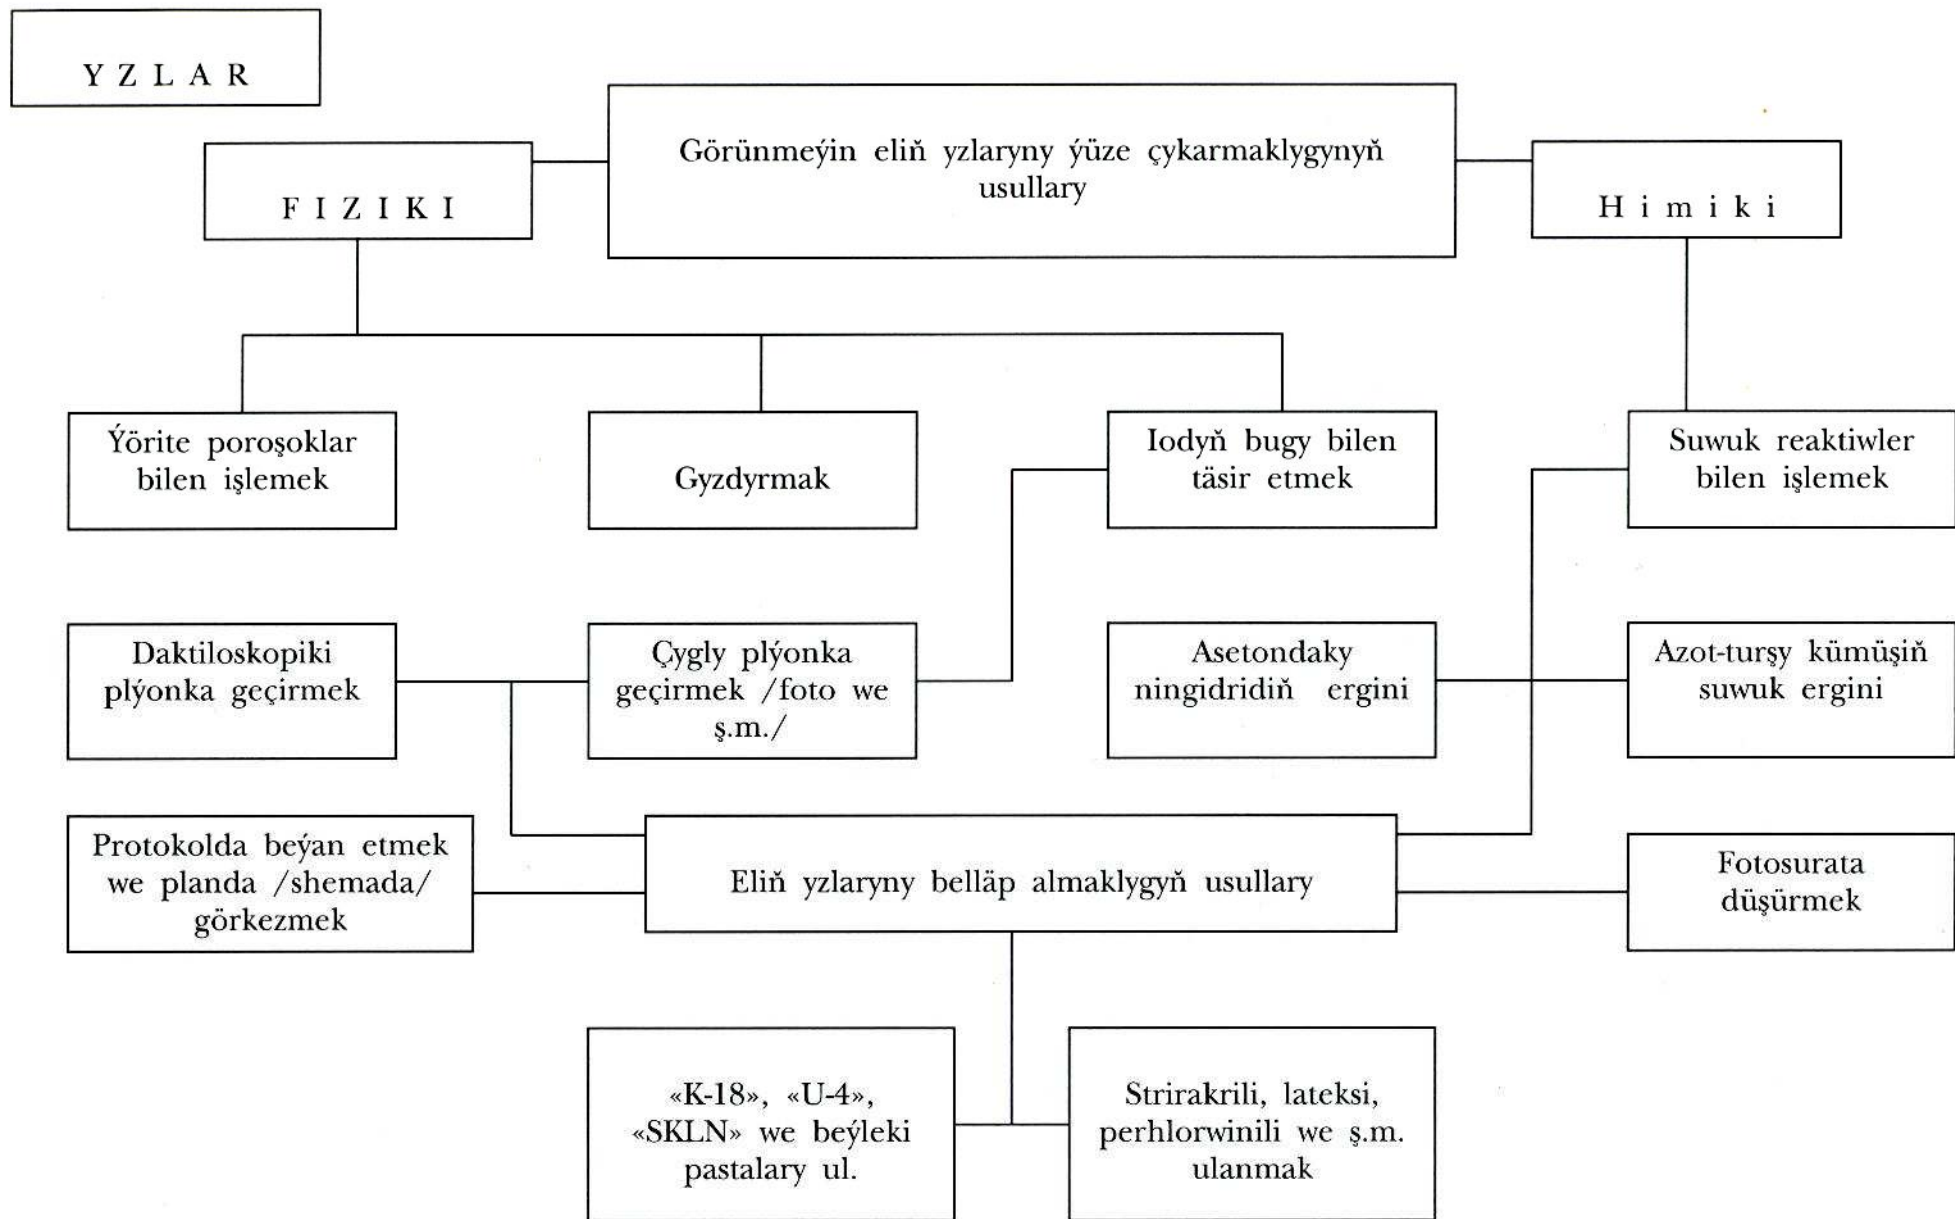 Y Z L A R
Görünmeýin eliň yzlaryny ýüze çykarmaklygynyň
usullary
F I Z I K I
H i m i k i
Ýörite poroşoklar
bilen işlemek
Gyzdyrmak
Iodyň bugy bilen
täsir etmek
Suwuk reaktiwler
bilen işlemek
Daktiloskopiki
plýonka geçirmek
Çygly plýonka
geçirmek /foto we
ş.m./
Asetondaky
ningidridiň ergini
Azot-turşy kümüşiň
suwuk ergini
Protokolda beýan etmek
we planda /shemada/
görkezmek
Eliň yzlaryny belläp almaklygyň usullary
Fotosurata
düşürmek
«K-18», «U-4»,
«SKLN» we beýleki
pastalary ul.
Strirakrili, lateksi,
perhlorwinili we ş.m.
ulanmak